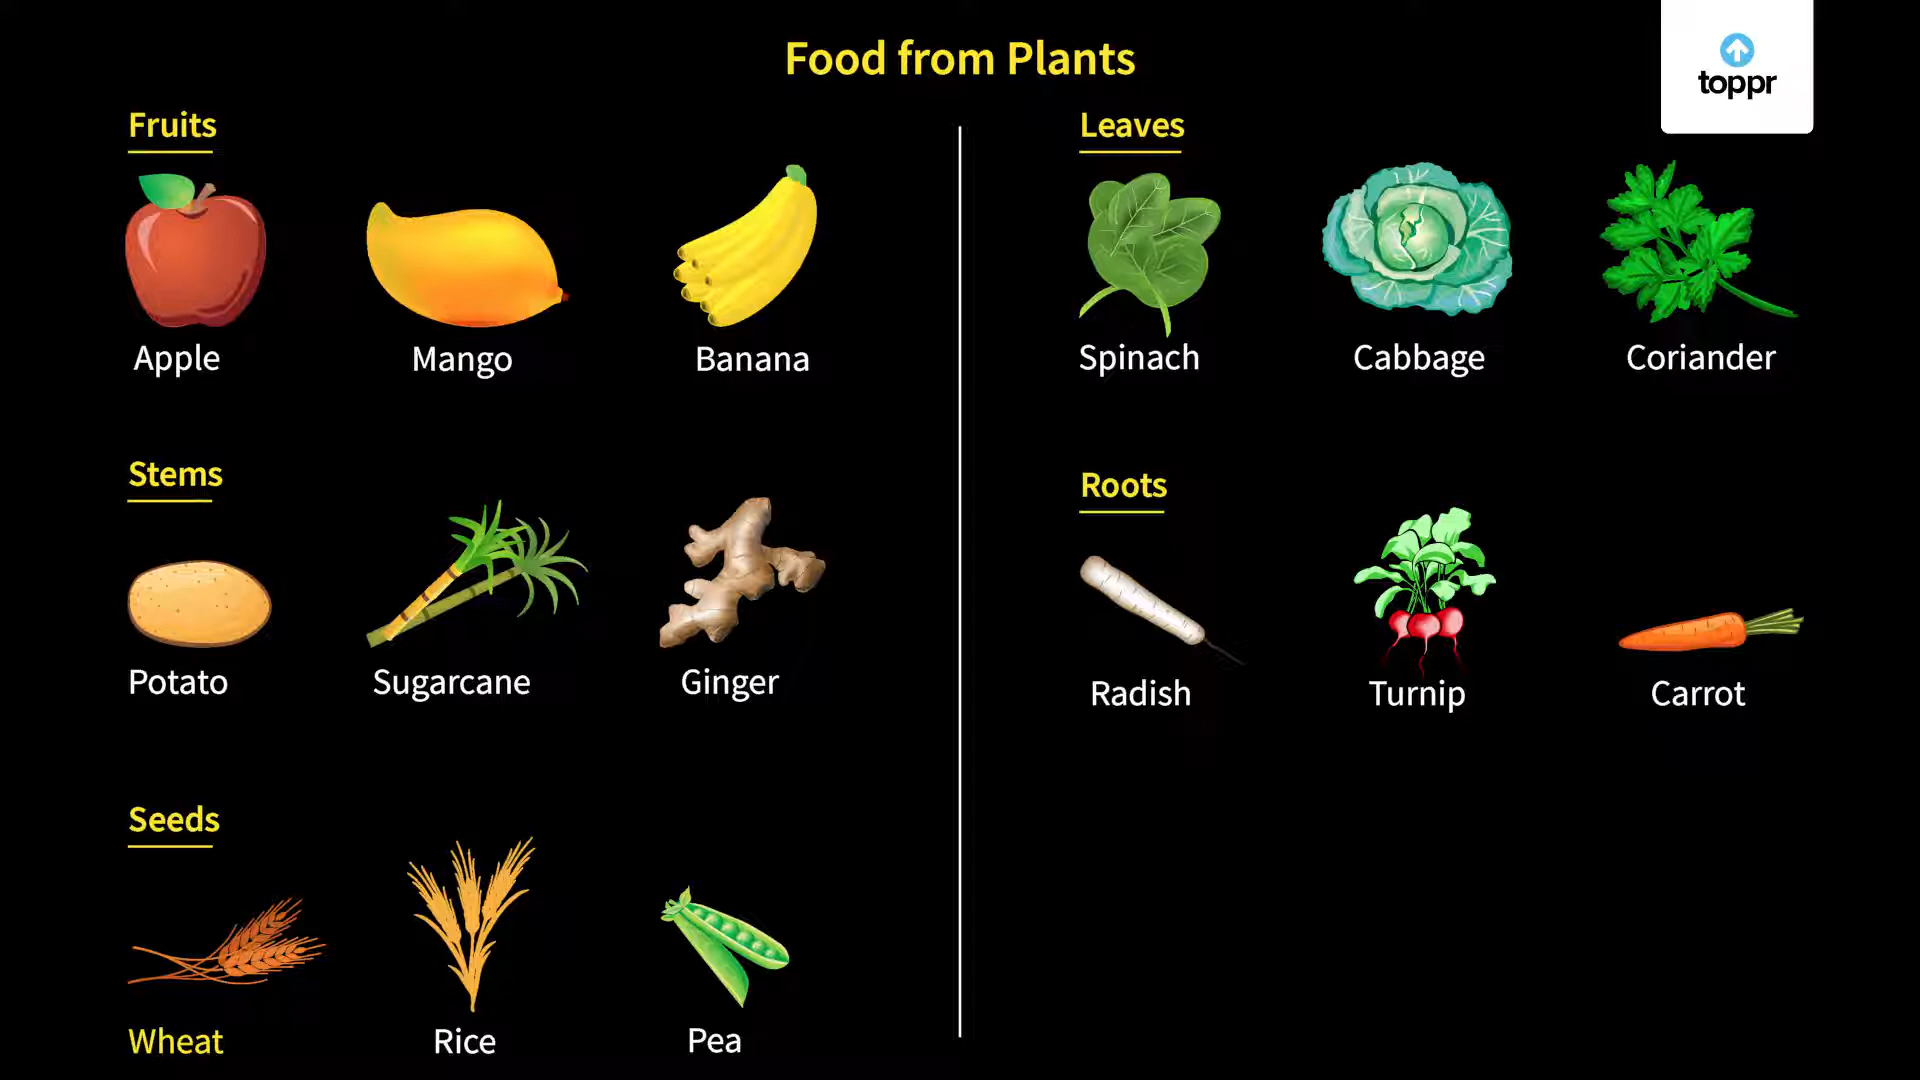 Food from Plants
toppr
Fruits
Apple
Mango
Banana
Stems
Potato
Sugarcane
Ginger
Seeds
Wheat
Rice
Pea
Leaves
Spinach
Cabbage
Coriander
Roots
Radish
Turnip
Carrot